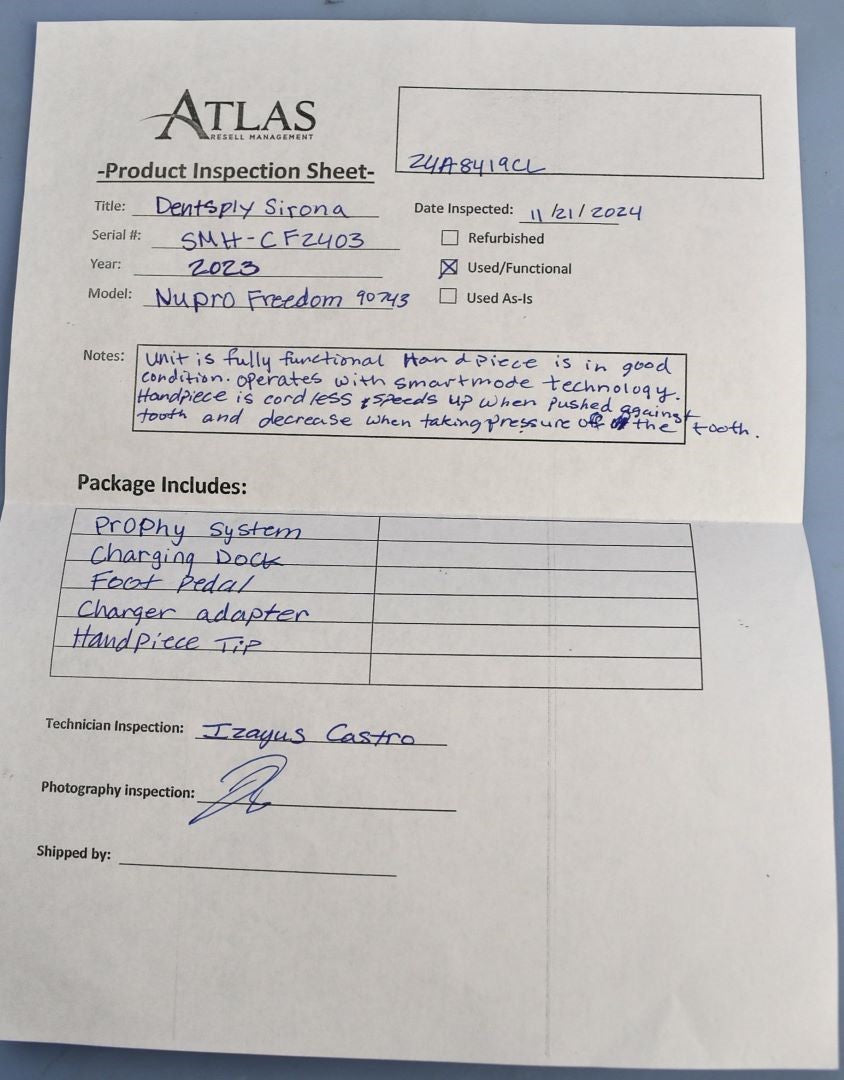 ATLAS
RESELL MANAGEMENT
24A8419CL
-Product Inspection Sheet-
Title: Dentsply Sirona
Date Inspected: 11/21/2024
Serial #: SMH-CF2403
Refurbished
Year: 2023
Used/Functional
Model: Nupro Freedom 90743
Used As-Is
Notes: Unit is fully functional Handpiece is in good
condition. operates with smartmode technology.
Handpiece is cordless & speeds up when pushed against
tooth and decrease when taking pressure off the tooth.
Package Includes:
Prophy System
Charging Dock
Foot Pedal
Charger adapter
Handpiece Tip
Technician Inspection: Izayus Castro
Photography inspection:
Shipped by: